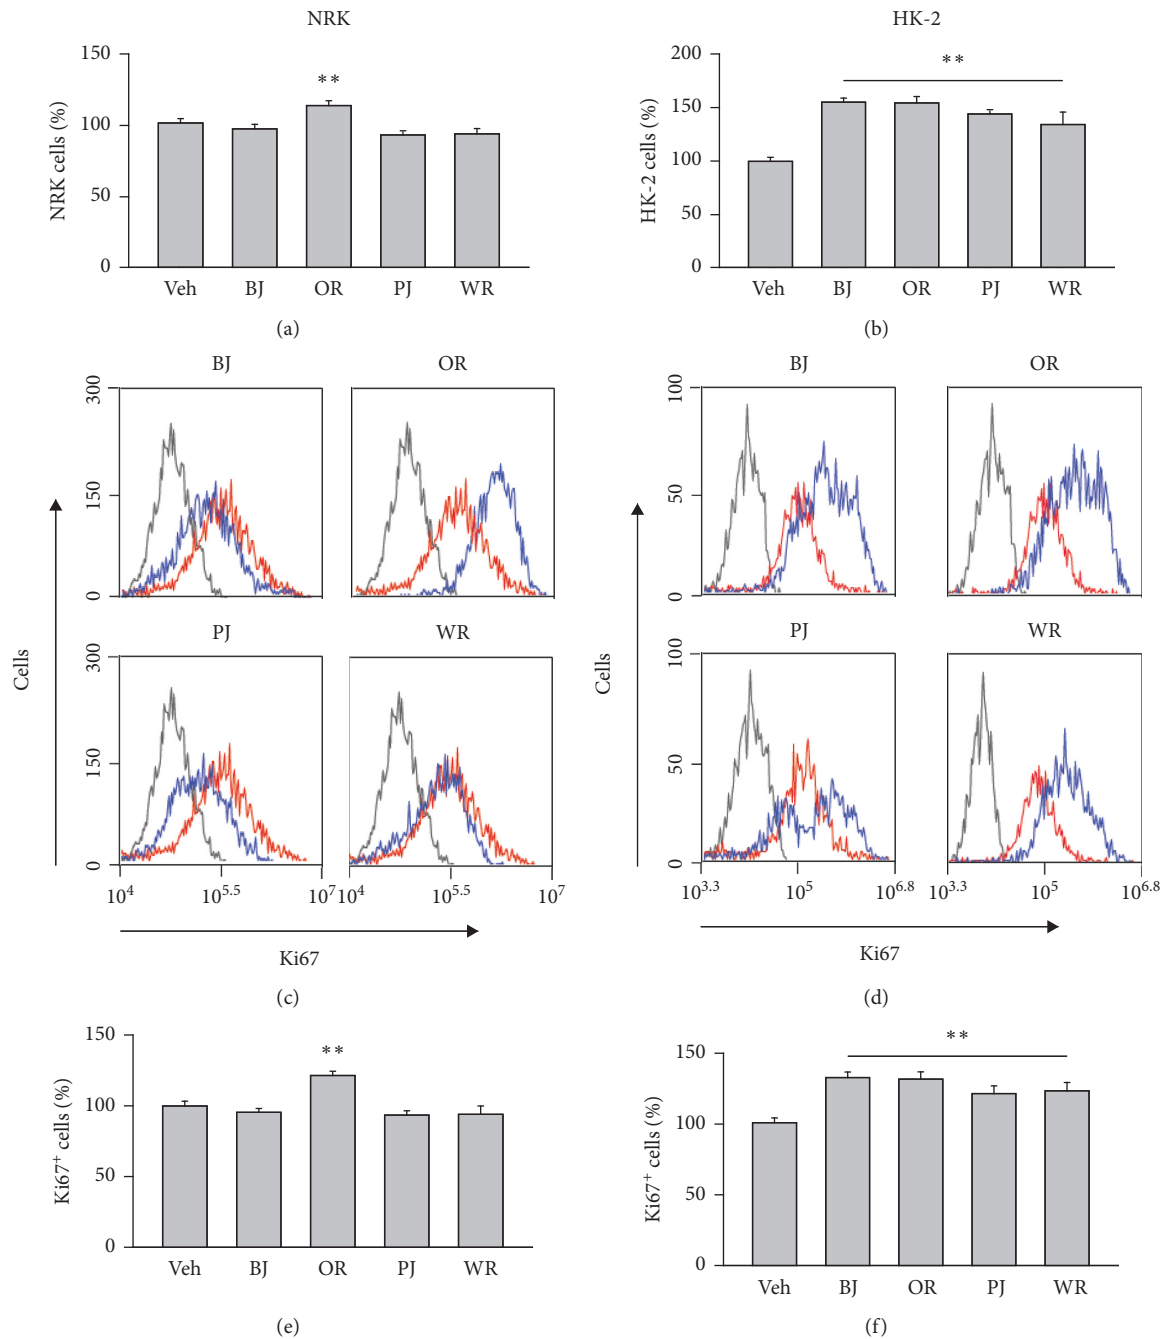 NRK
HK-2
150
100
50
0
NRK cells (%)
**
Veh BJ OR PJ WR
(a)
200
150
100
50
0
HK-2 cells (%)
**
Veh BJ OR PJ WR
(b)
BJ OR
300
150
0
PJ WR
300
150
0
Cells
10^4 10^5.5 10^7 10^4 10^5.5 10^7
Ki67
(c)
BJ OR
100
50
0
PJ WR
100
50
0
Cells
10^3.3 10^5 10^6.8 10^3.3 10^5 10^6.8
Ki67
(d)
150
100
50
0
Ki67+ cells (%)
**
Veh BJ OR PJ WR
(e)
150
100
50
0
Ki67+ cells (%)
**
Veh BJ OR PJ WR
(f)